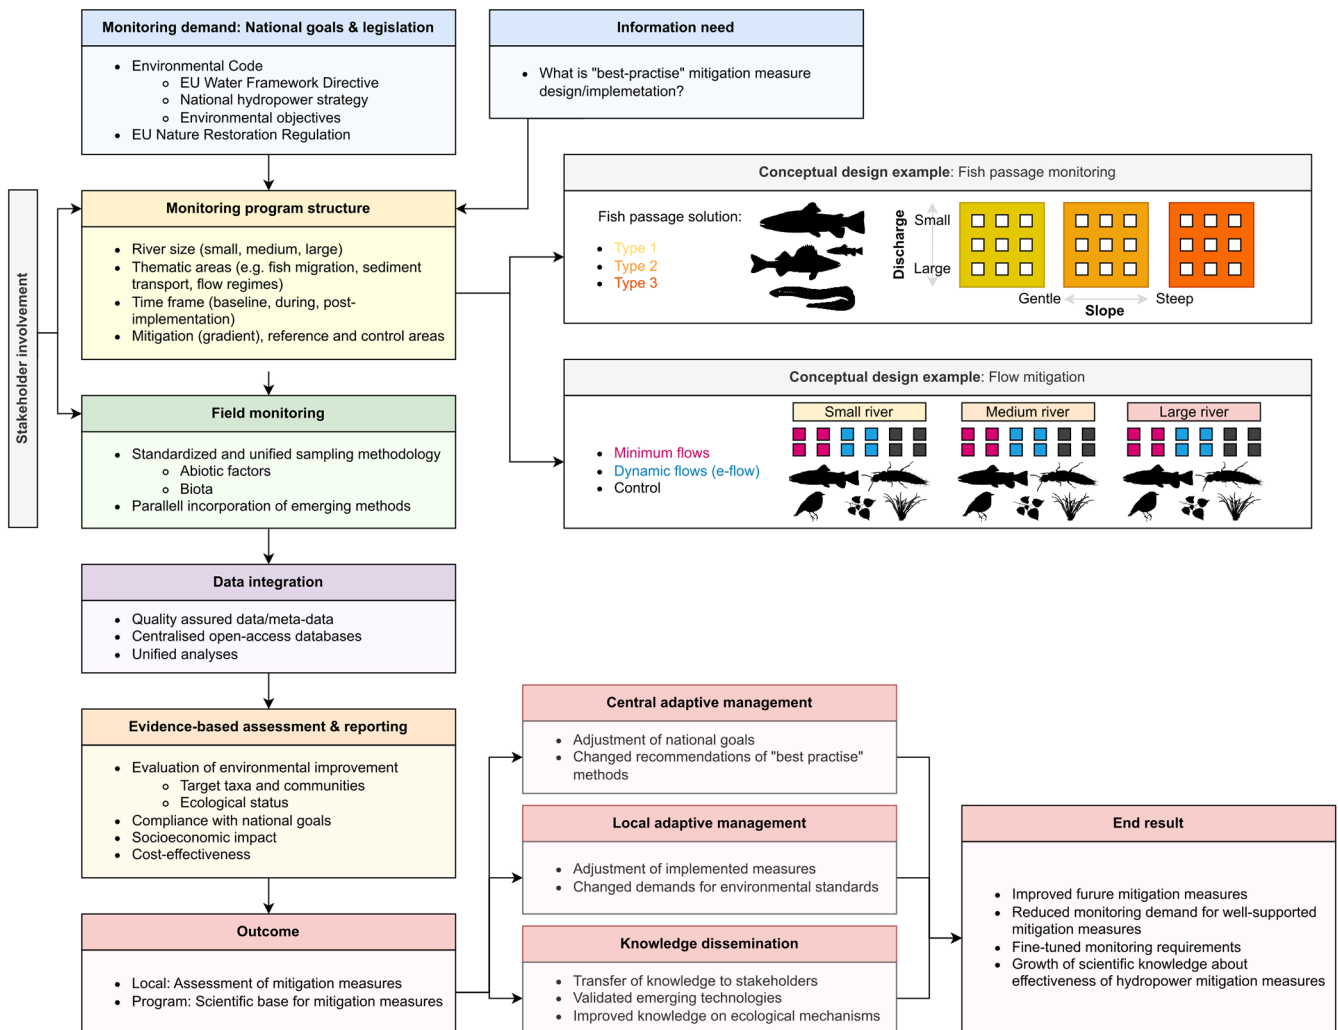 Monitoring demand: National goals & legislation
Environmental Code
EU Water Framework Directive
National hydropower strategy
Environmental objectives
EU Nature Restoration Regulation
Information need
What is "best-practise" mitigation measure
design/implemetation?
Stakeholder involvement
Monitoring program structure
River size (small, medium, large)
Thematic areas (e.g. fish migration, sediment
transport, flow regimes)
Time frame (baseline, during, post-
implementation)
Mitigation (gradient), reference and control areas
Conceptual design example: Fish passage monitoring
Fish passage solution:
Type 1
Type 2
Type 3
Discharge
Small
Large
Gentle
Steep
Slope
Conceptual design example: Flow mitigation
Minimum flows
Dynamic flows (e-flow)
Control
Small river
Medium river
Large river
Field monitoring
Standardized and unified sampling methodology
Abiotic factors
Biota
Parallell incorporation of emerging methods
Data integration
Quality assured data/meta-data
Centralised open-access databases
Unified analyses
Evidence-based assessment & reporting
Evaluation of environmental improvement
Target taxa and communities
Ecological status
Compliance with national goals
Socioeconomic impact
Cost-effectiveness
Outcome
Local: Assessment of mitigation measures
Program: Scientific base for mitigation measures
Central adaptive management
Adjustment of national goals
Changed recommendations of "best practise"
methods
Local adaptive management
Adjustment of implemented measures
Changed demands for environmental standards
Knowledge dissemination
Transfer of knowledge to stakeholders
Validated emerging technologies
Improved knowledge on ecological mechanisms
End result
Improved furure mitigation measures
Reduced monitoring demand for well-supported
mitigation measures
Fine-tuned monitoring requirements
Growth of scientific knowledge about
effectiveness of hydropower mitigation measures